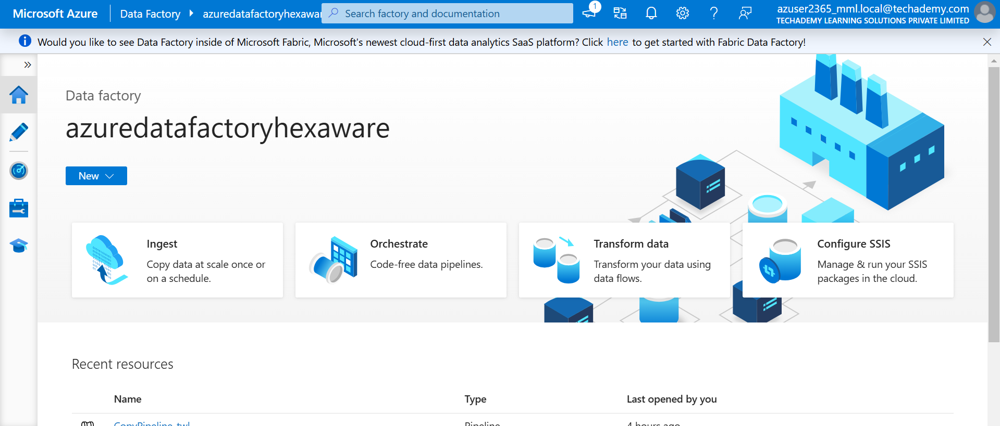 Microsoft Azure
Data Factory
azuredatafactoryhexawar
Search factory and documentation
1
azuser2365_mml.local@techademy.com
TECHADEMY LEARNING SOLUTIONS PRIVATE LIMITED
Would you like to see Data Factory inside of Microsoft Fabric, Microsoft's newest cloud-first data analytics SaaS platform? Click here to get started with Fabric Data Factory!
Data factory
azuredatafactoryhexaware
New
Ingest
Copy data at scale once or
on a schedule.
Orchestrate
Code-free data pipelines.
Transform data
Transform your data using
data flows.
Configure SSIS
Manage & run your SSIS
packages in the cloud.
Recent resources
Name Type Last opened by you
CopyPipeline_twl Pipeline 4 hours ago